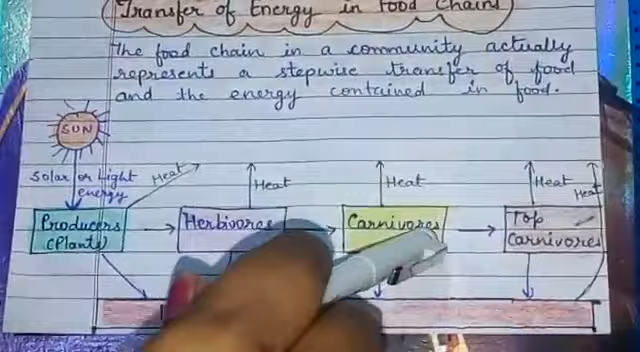 Transfer of Energy in Food Chains
The food chain in a community actually
represents a stepwise transfer of food
and the energy contained in food.
SUN
Solar or Light
energy
Heat
Heat
Heat
Heat
Heat
Producers
(Plants)
Herbivores
Carnivores
Top
Carnivores